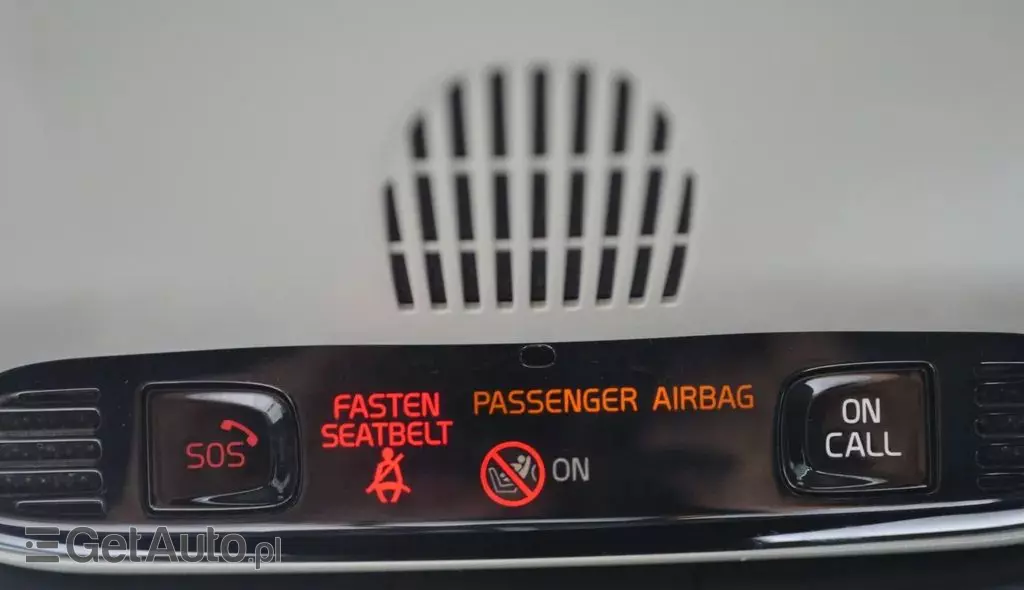 SOS
FASTEN
SEATBELT
PASSENGER AIRBAG
ON
ON
CALL
GetAuto.pl